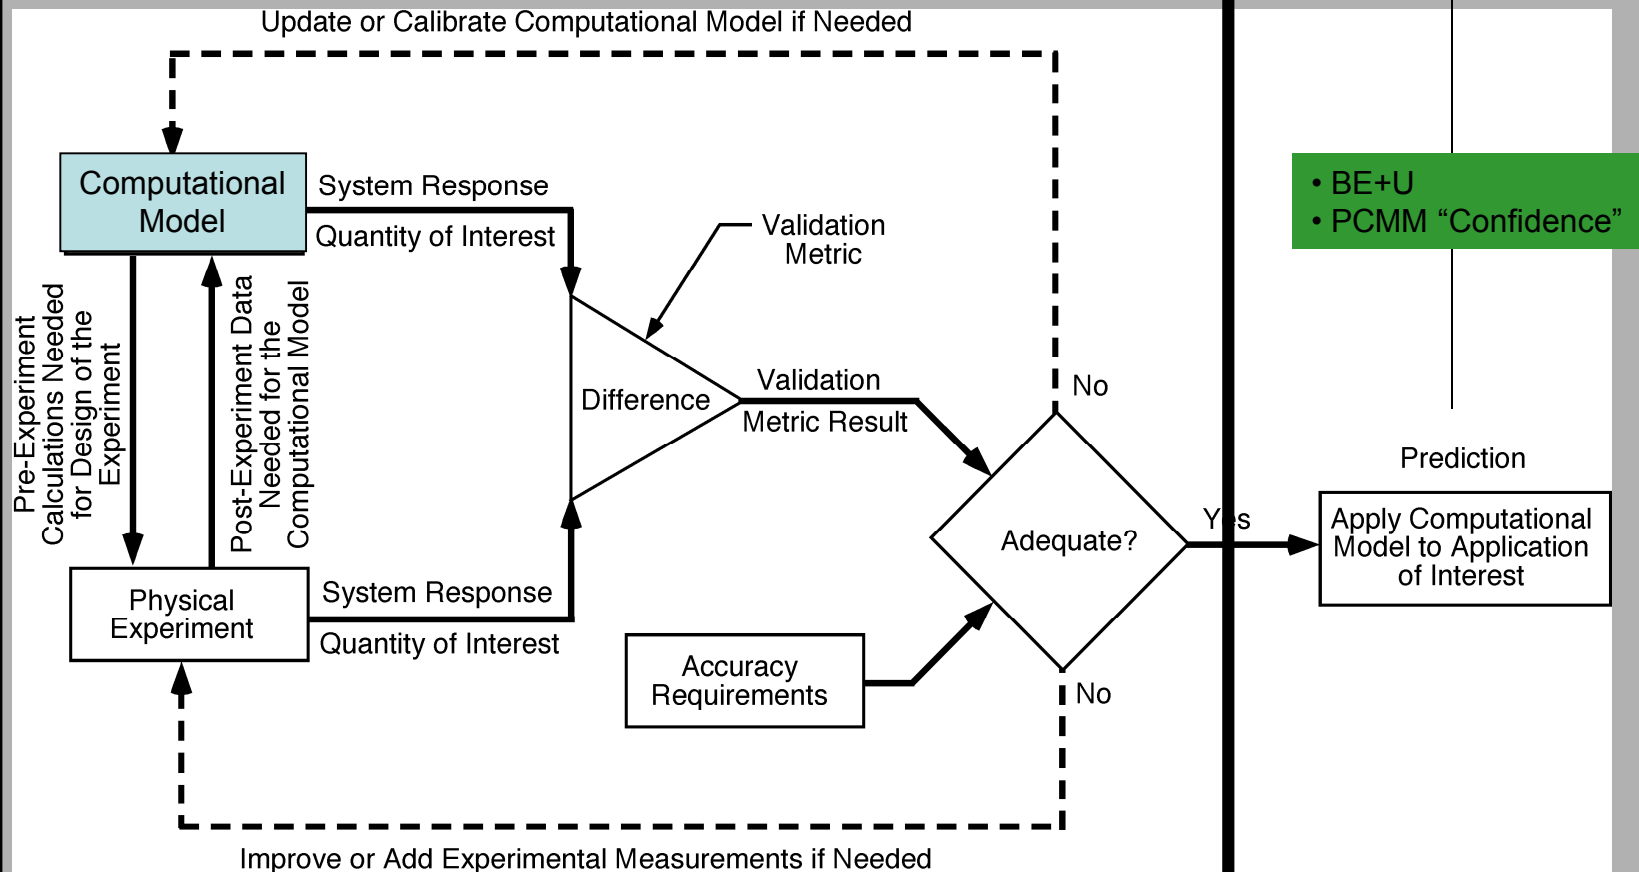 Update or Calibrate Computational Model if Needed
Computational
Model
System Response
Quantity of Interest
Validation
Metric
• BE+U
• PCMM “Confidence”
Pre-Experiment
Calculations Needed
for Design of the
Experiment
Post-Experiment Data
Needed for the
Computational Model
Difference
Validation
Metric Result
No
Prediction
Adequate?
Yes
Apply Computational
Model to Application
of Interest
Physical
Experiment
System Response
Quantity of Interest
Accuracy
Requirements
No
Improve or Add Experimental Measurements if Needed